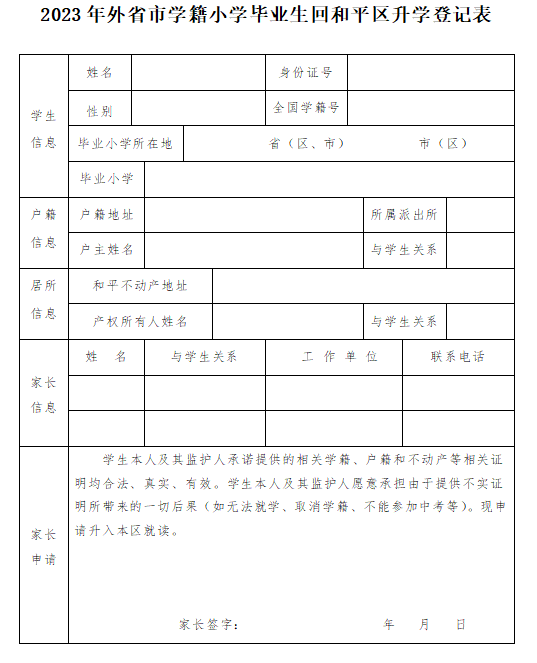 2023 年外省市学籍小学毕业生回和平区升学登记表
学生信息
姓名 身份证号
性别 全国学籍号
毕业小学所在地 省（区、市） 市（区）
毕业小学
户籍信息
户籍地址 所属派出所
户主姓名 与学生关系
居所信息
和平不动产地址
产权所有人姓名 与学生关系
家长信息
姓 名 与学生关系 工 作 单 位 联系电话
家长申请
学生本人及其监护人承诺提供的相关学籍、户籍和不动产等相关证
明均合法、真实、有效。学生本人及其监护人愿意承担由于提供不实证
明所带来的一切后果（如无法就学、取消学籍、不能参加中考等）。现申
请升入本区就读。
家长签字： 年 月 日